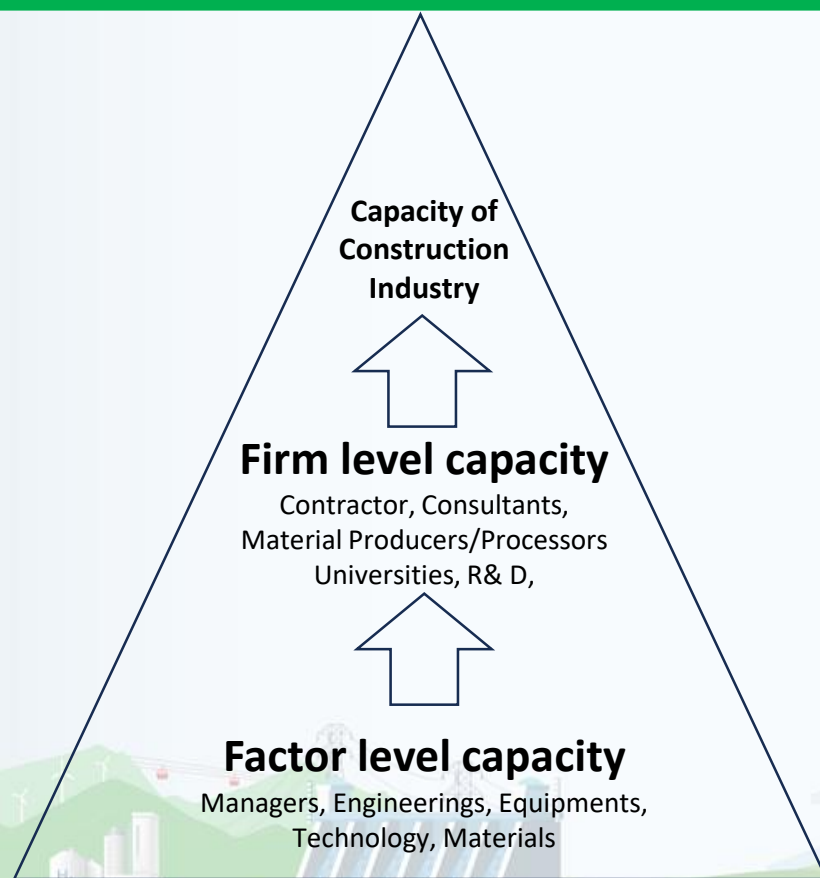 Capacity of
Construction
Industry
Firm level capacity
Contractor, Consultants,
Material Producers/Processors
Universities, R& D,
Factor level capacity
Managers, Engineerings, Equipments,
Technology, Materials